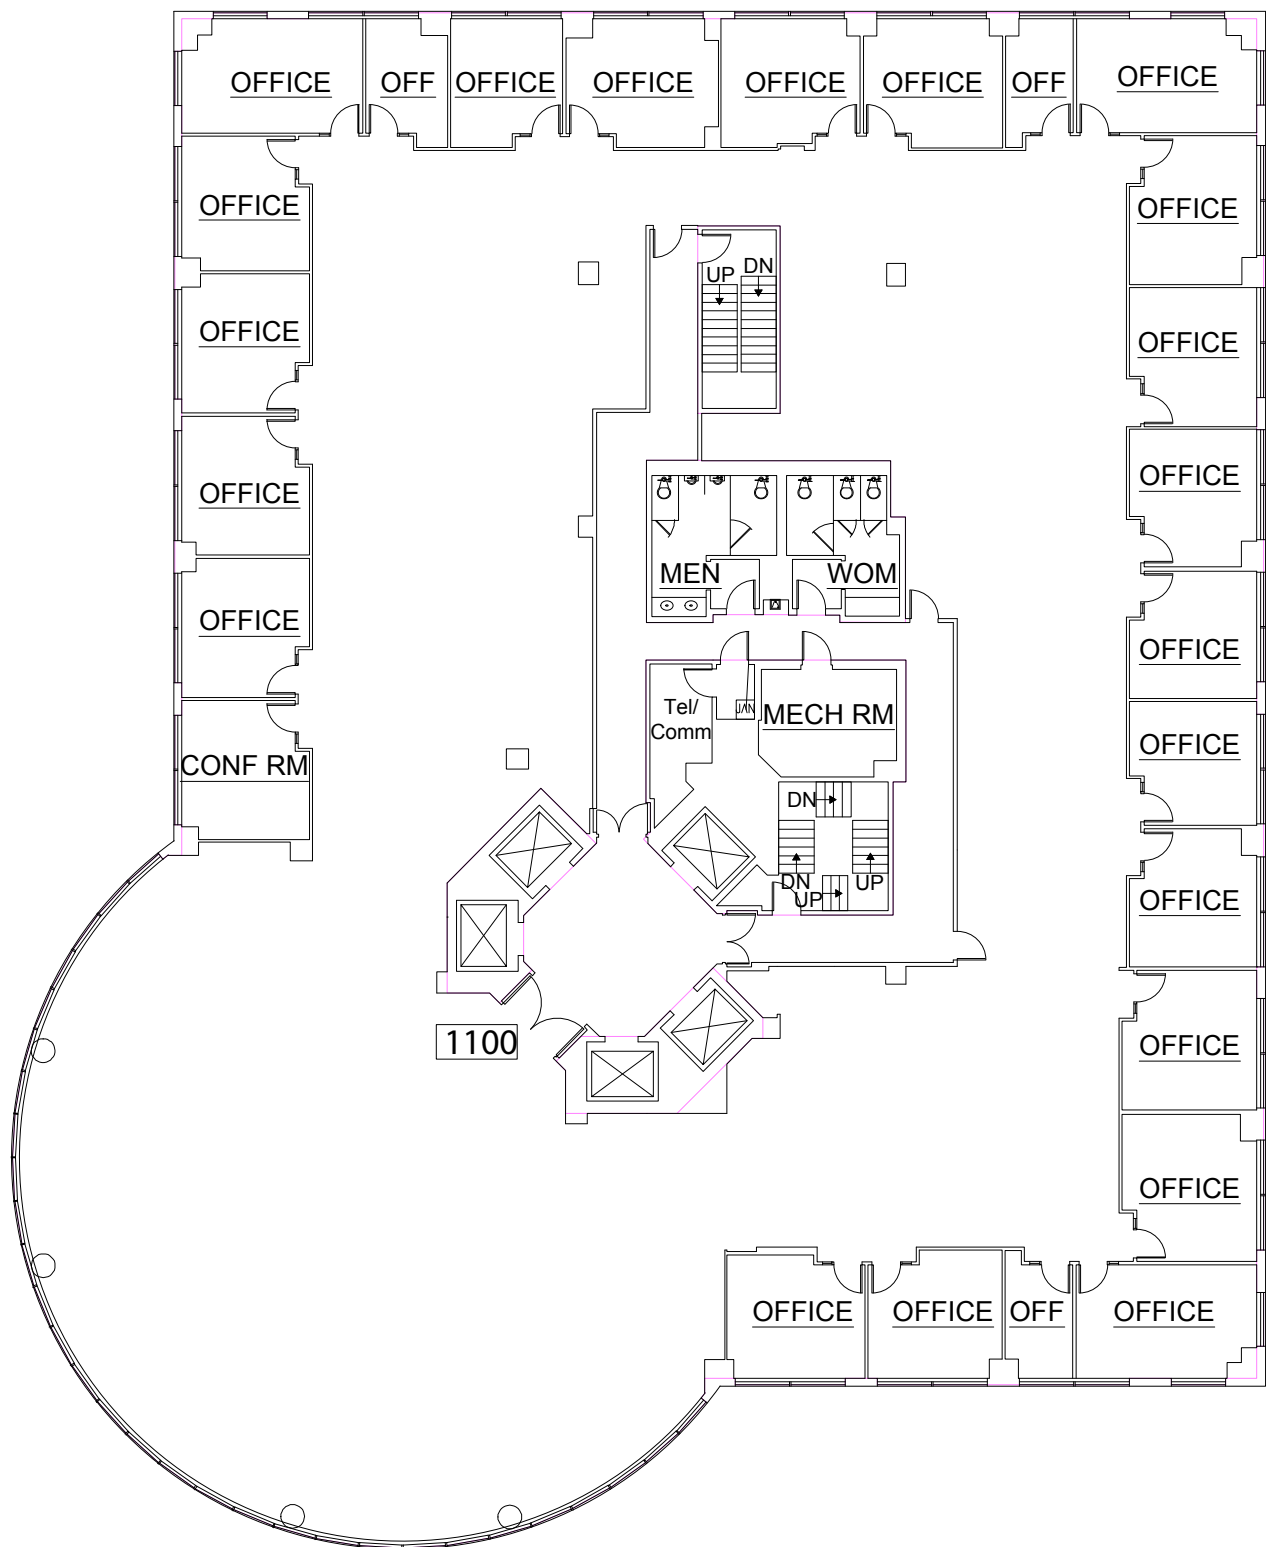 OFFICE OFF OFFICE OFFICE OFFICE OFFICE OFF OFFICE
OFFICE
OFFICE
UP DN
OFFICE
OFFICE
OFFICE
OFFICE
MEN WOM
OFFICE
OFFICE
Tel/
Comm
JAN
MECH RM
OFFICE
CONF RM
DN
DN
UP
UP
OFFICE
1100
OFFICE
OFFICE
OFFICE OFFICE OFF OFFICE